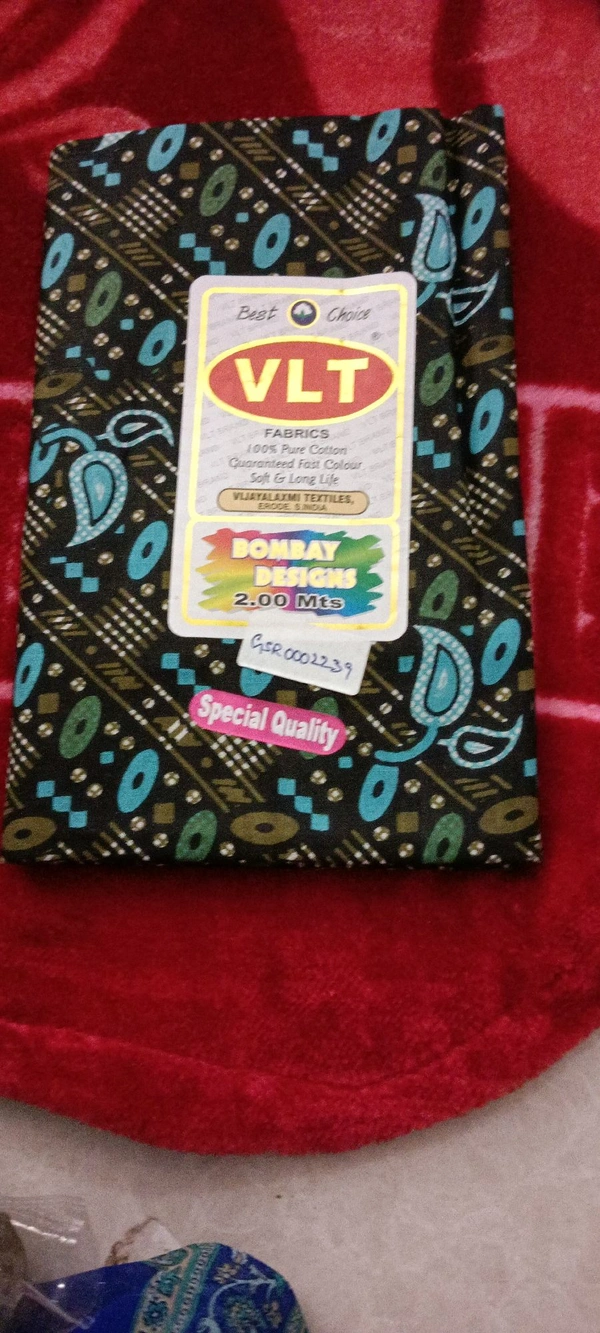 Best Choice
®
VLT
FABRICS
100% Pure Cotton
Guaranteed Fast Colour
Soft & Long Life
VIJAYALAXMI TEXTILES,
ERODE. S.INDIA
BOMBAY
DESIGNS
2.00 Mts
GSR0002239
Special Quality